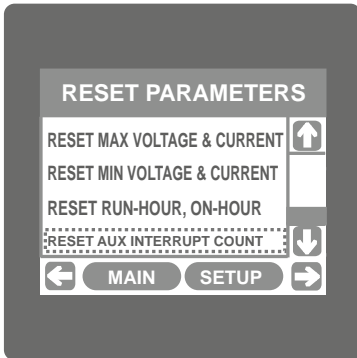 RESET PARAMETERS
RESET MAX VOLTAGE & CURRENT
RESET MIN VOLTAGE & CURRENT
RESET RUN-HOUR, ON-HOUR
RESET AUX INTERRUPT COUNT
MAIN SETUP